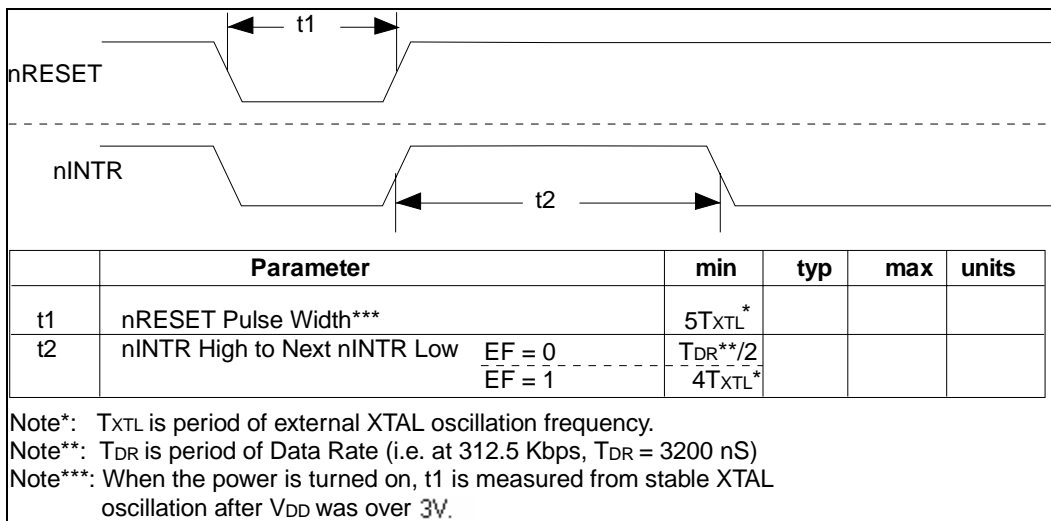 t1
nRESET
nINTR
t2
Parameter min typ max units
t1 nRESET Pulse Width*** 5TXTL*
t2 nINTR High to Next nINTR Low EF = 0 TDR**/2
EF = 1 4TXTL*
Note*: TXTL is period of external XTAL oscillation frequency.
Note**: TDR is period of Data Rate (i.e. at 312.5 Kbps, TDR = 3200 nS)
Note***: When the power is turned on, t1 is measured from stable XTAL
oscillation after VDD was over 3V.